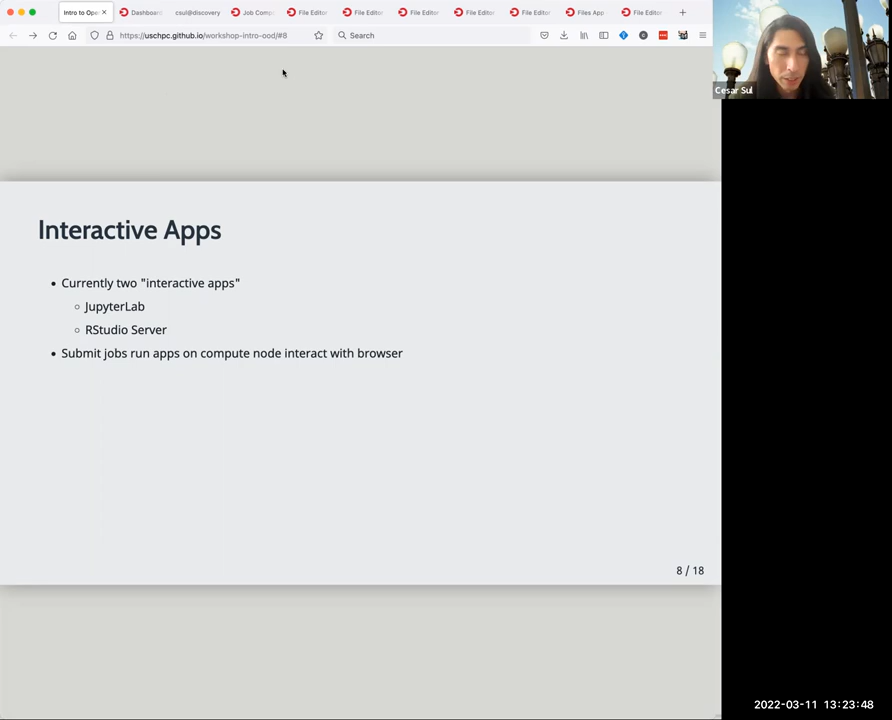 Intro to Ope
Dashboard
csul@discovery
Job Compo
File Editor
File Editor
File Editor
File Editor
File Editor
Files App
File Editor
https://uschpc.github.io/workshop-intro-ood/#8
Search
Cesar Sul
Interactive Apps
Currently two "interactive apps"
JupyterLab
RStudio Server
Submit jobs run apps on compute node interact with browser
8 / 18
2022-03-11 13:23:48